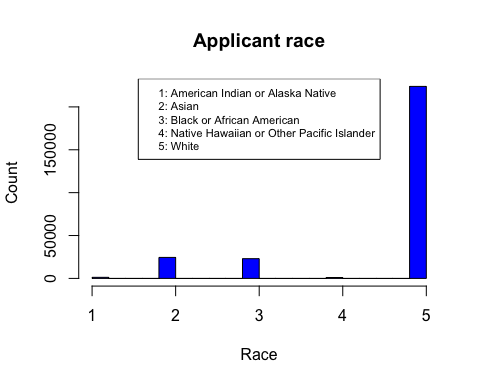 Applicant race
1: American Indian or Alaska Native
2: Asian
3: Black or African American
4: Native Hawaiian or Other Pacific Islander
5: White
Count
150000
50000
0
1 2 3 4 5
Race